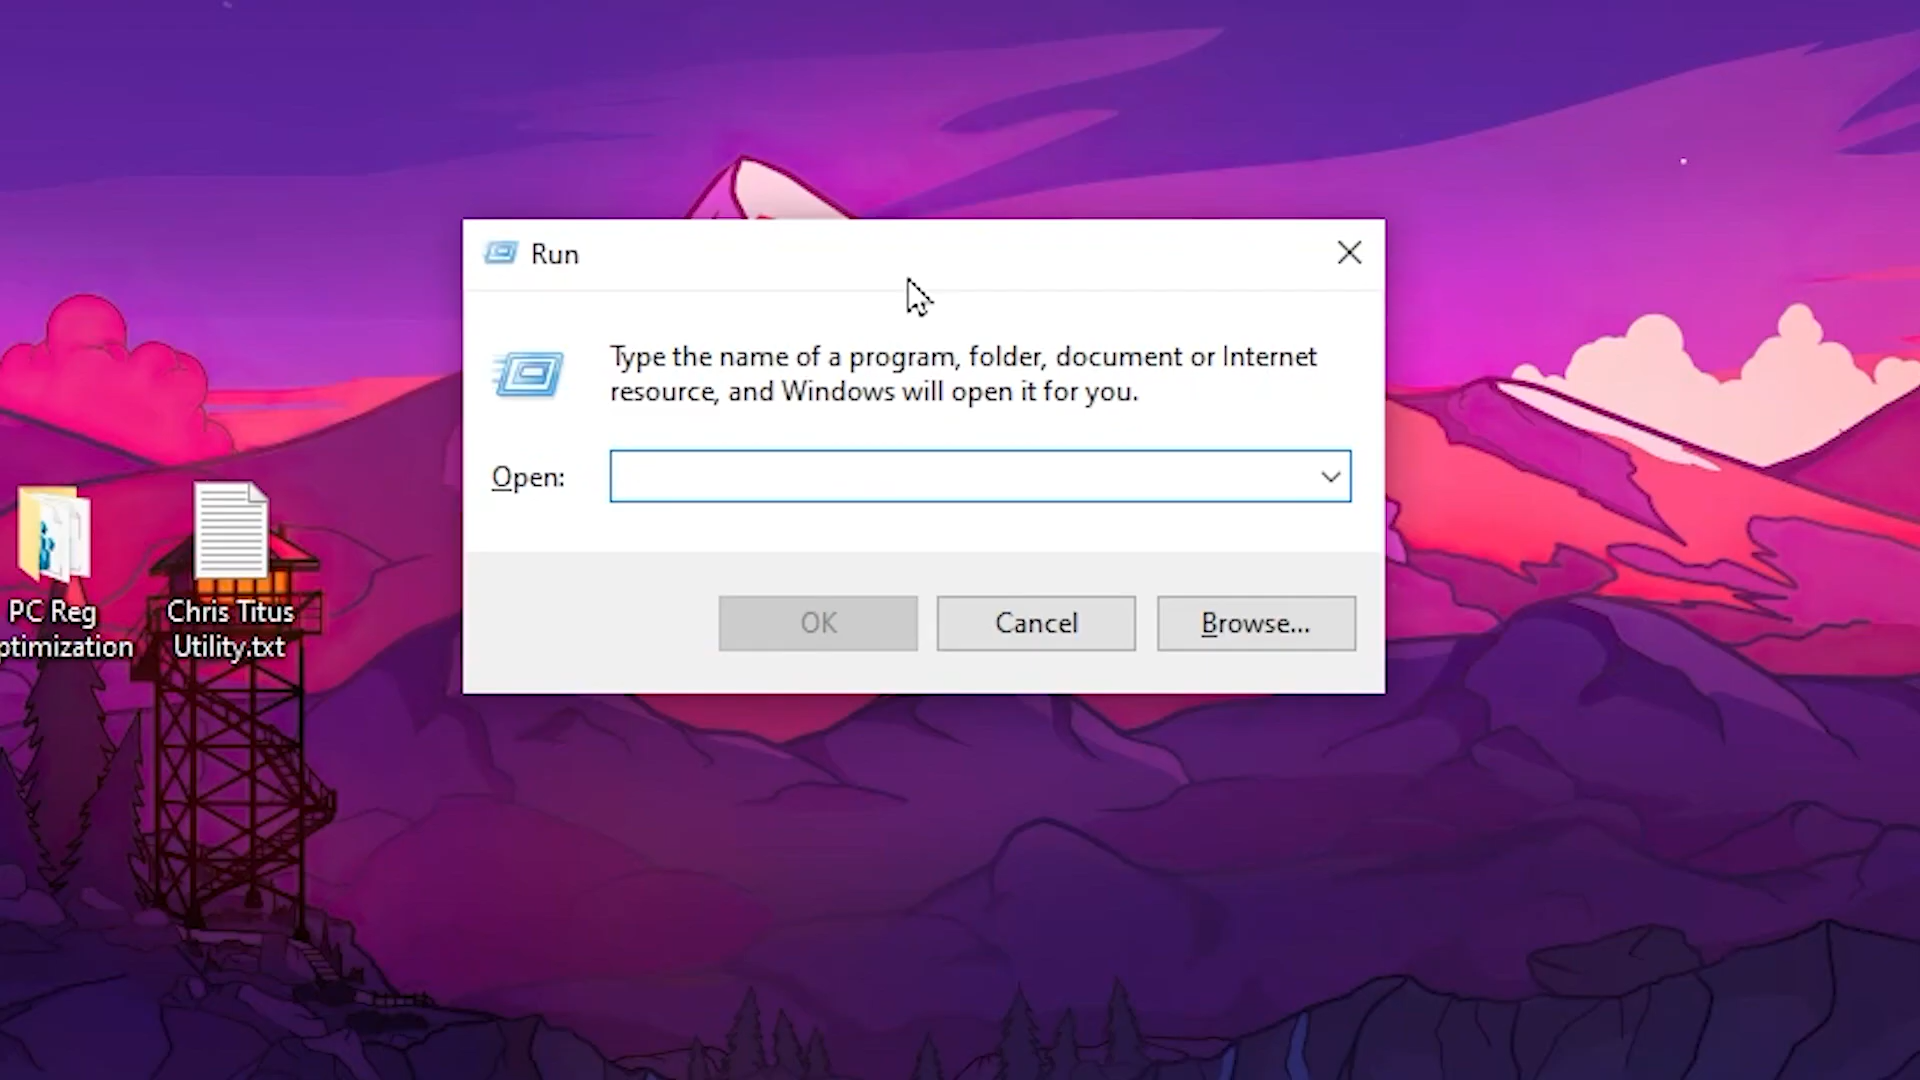 Run
Type the name of a program, folder, document or Internet
resource, and Windows will open it for you.
Open:
OK
Cancel
Browse...
PC Reg
ptimization
Chris Titus
Utility.txt